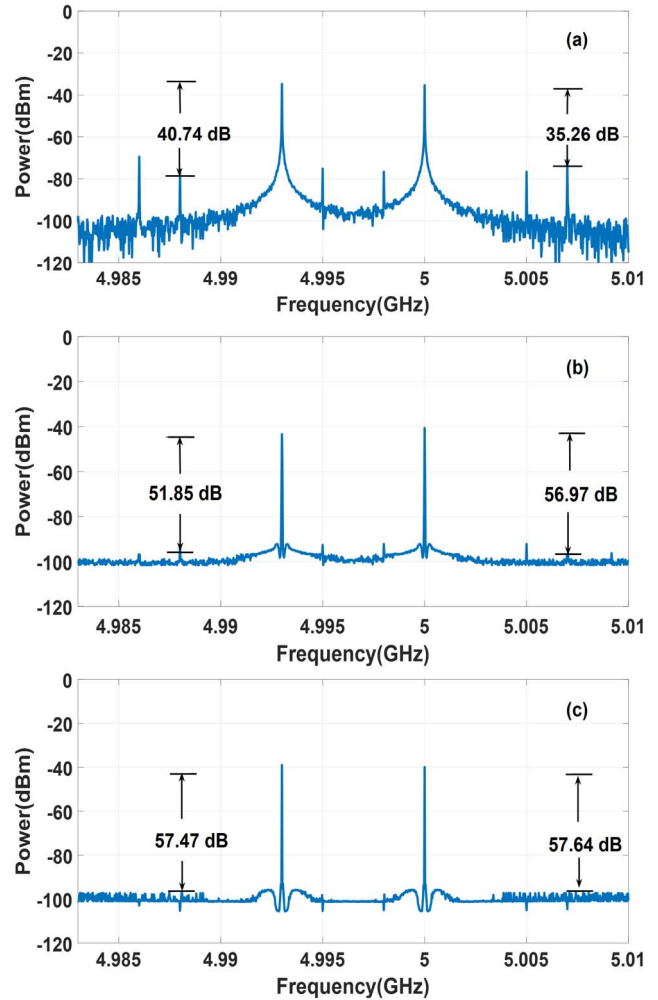 0
(a)
-20
-40
40.74 dB
35.26 dB
-60
-80
-100
-120
Power(dBm)
4.985 4.99 4.995 5 5.005 5.01
Frequency(GHz)
0
(b)
-20
-40
51.85 dB
56.97 dB
-60
-80
-100
-120
Power(dBm)
4.985 4.99 4.995 5 5.005 5.01
Frequency(GHz)
0
(c)
-20
-40
57.47 dB
57.64 dB
-60
-80
-100
-120
Power(dBm)
4.985 4.99 4.995 5 5.005 5.01
Frequency(GHz)